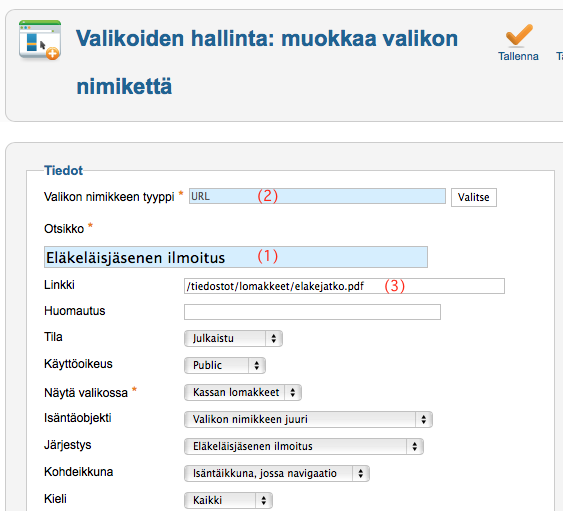 Valikoiden hallinta: muokkaa valikon
nimikettä
Tallenna
Tiedot
Valikon nimikkeen tyyppi * URL (2) Valitse
Otsikko *
Eläkeläisjäsenen ilmoitus (1)
Linkki /tiedostot/lomakkeet/elakejatko.pdf (3)
Huomautus
Tila Julkaistu
Käyttöoikeus Public
Näytä valikossa * Kassan lomakkeet
Isäntäobjekti Valikon nimikkeen juuri
Järjestys Eläkeläisjäsenen ilmoitus
Kohdeikkuna Isäntäikkuna, jossa navigaatio
Kieli Kaikki